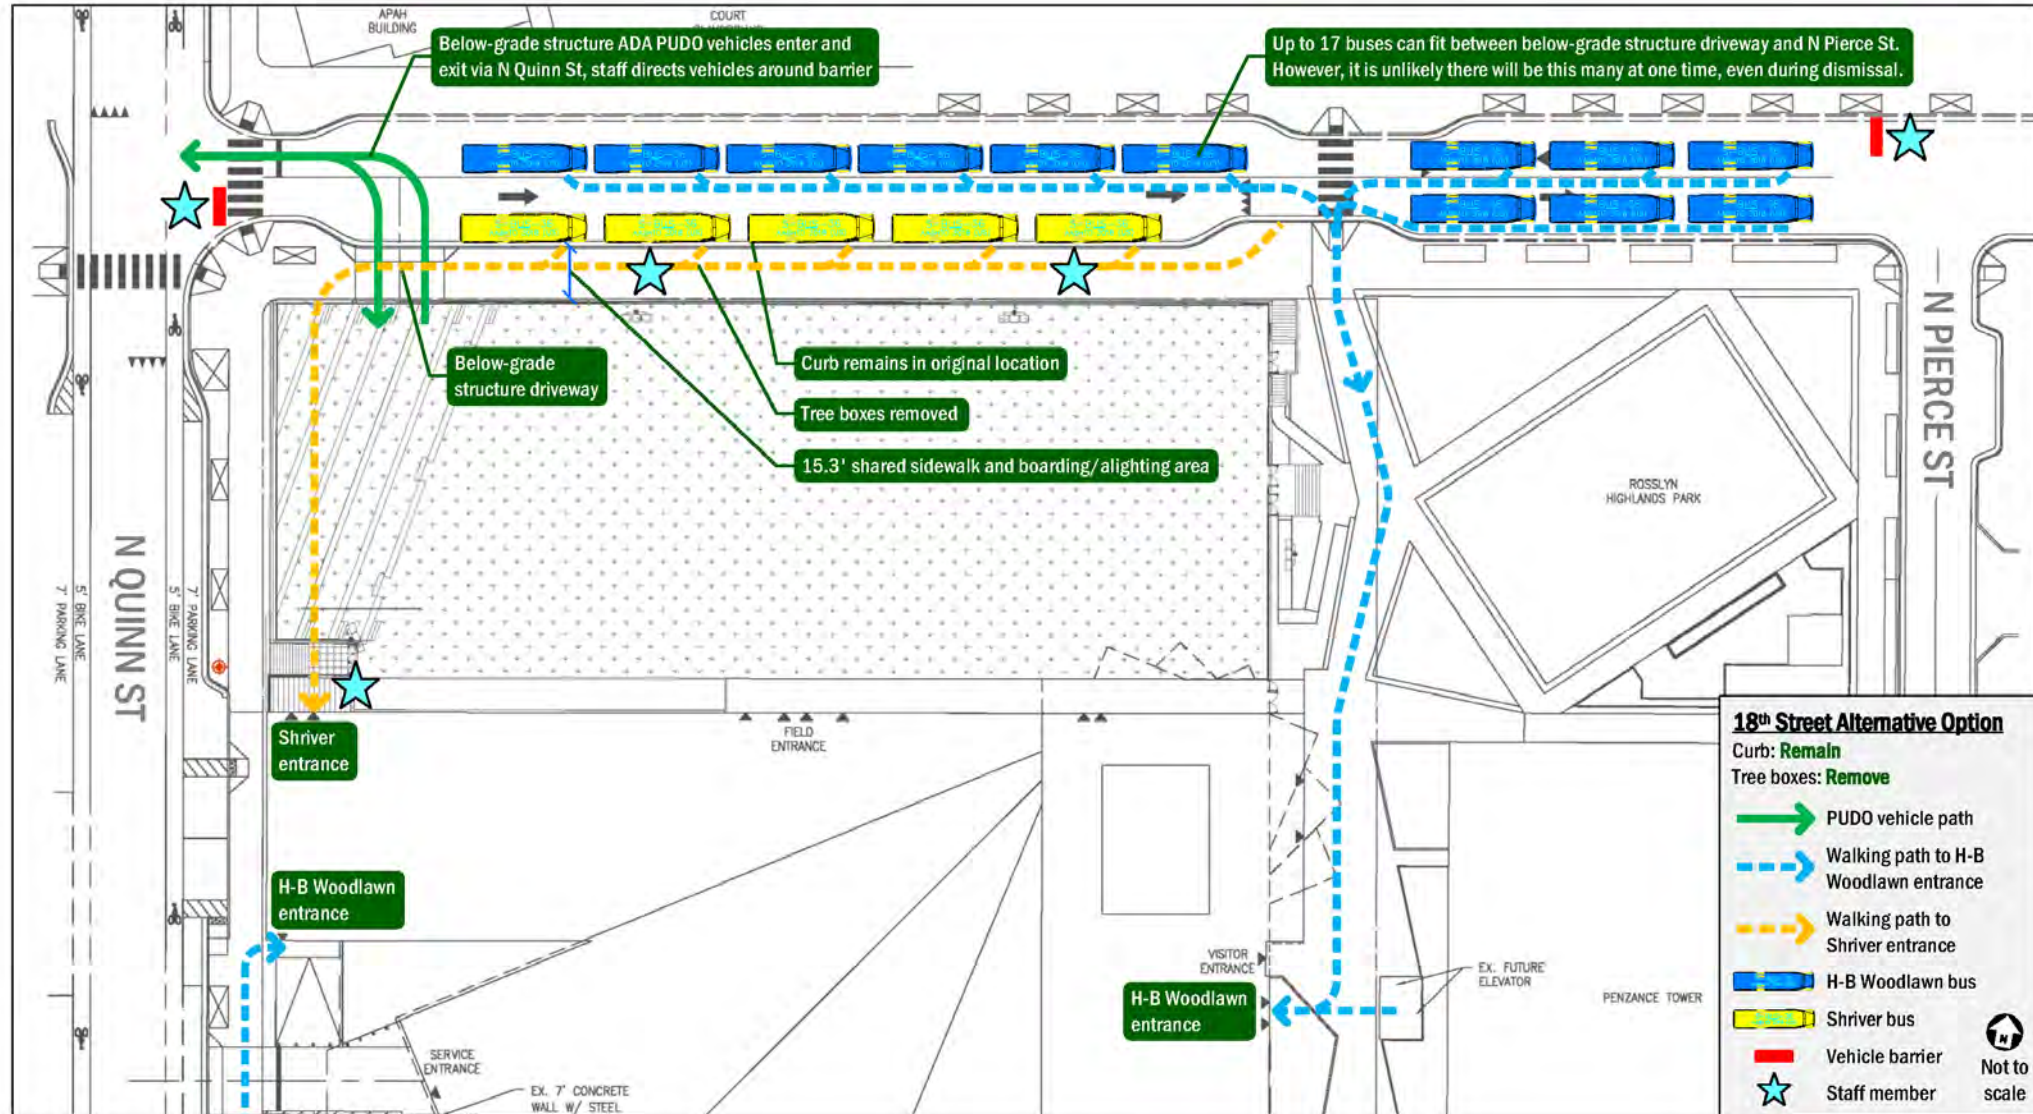 APAH
BUILDING
COURT
Below-grade structure ADA PUDO vehicles enter and
exit via N Quinn St, staff directs vehicles around barrier
Up to 17 buses can fit between below-grade structure driveway and N Pierce St.
However, it is unlikely there will be this many at one time, even during dismissal.
Below-grade
structure driveway
Curb remains in original location
Tree boxes removed
15.3' shared sidewalk and boarding/alighting area
N PIERCE ST
ROSSLYN
HIGHLANDS PARK
N QUINN ST
7' PARKING LANE
5' BIKE LANE
5' BIKE LANE
7' PARKING LANE
Shriver
entrance
FIELD
ENTRANCE
H-B Woodlawn
entrance
VISITOR
ENTRANCE
H-B Woodlawn
entrance
EX. FUTURE
ELEVATOR
PENZANCE TOWER
SERVICE
ENTRANCE
EX. 7' CONCRETE
WALL W/ STEEL
18th Street Alternative Option
Curb: Remain
Tree boxes: Remove
PUDO vehicle path
Walking path to H-B
Woodlawn entrance
Walking path to
Shriver entrance
H-B Woodlawn bus
Shriver bus
Vehicle barrier
Staff member
N
Not to
scale